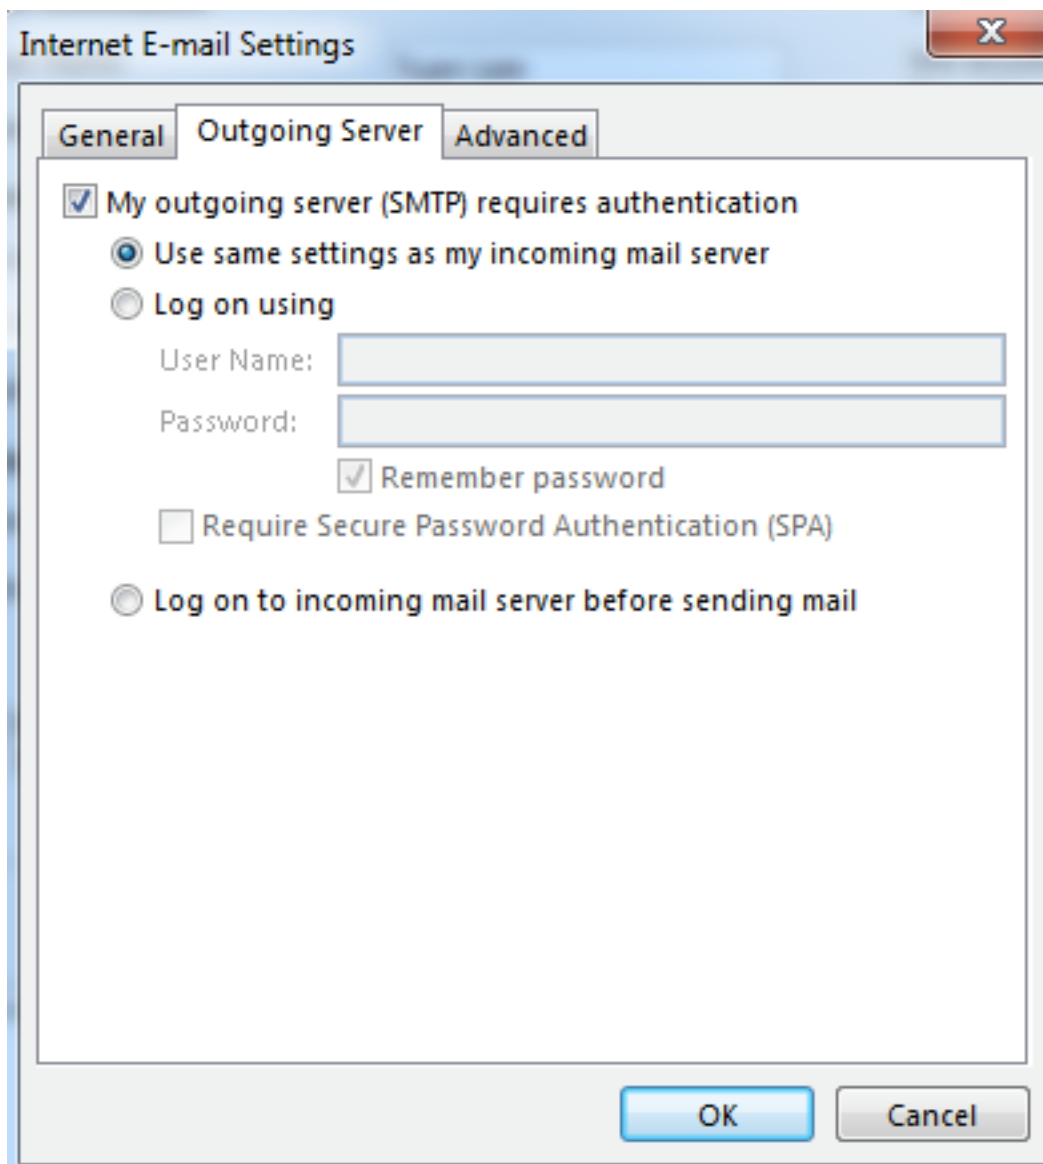 Internet E-mail Settings
General Outgoing Server Advanced
My outgoing server (SMTP) requires authentication
Use same settings as my incoming mail server
Log on using
User Name:
Password:
Remember password
Require Secure Password Authentication (SPA)
Log on to incoming mail server before sending mail
OK Cancel